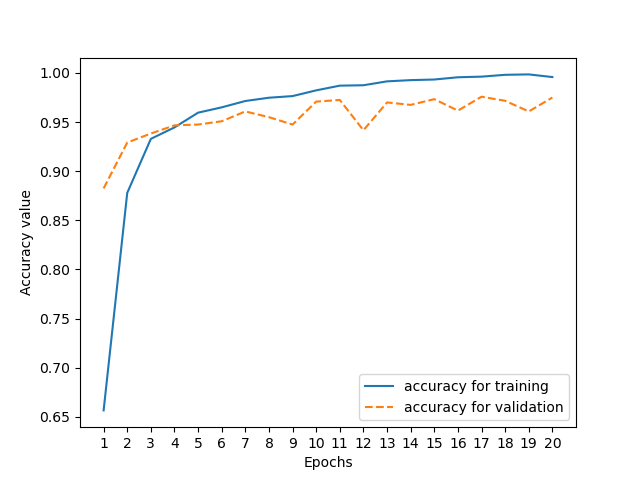 1.00
0.95
0.90
0.85
0.80
0.75
0.70
0.65
Accuracy value
accuracy for training
accuracy for validation
1 2 3 4 5 6 7 8 9 10 11 12 13 14 15 16 17 18 19 20
Epochs